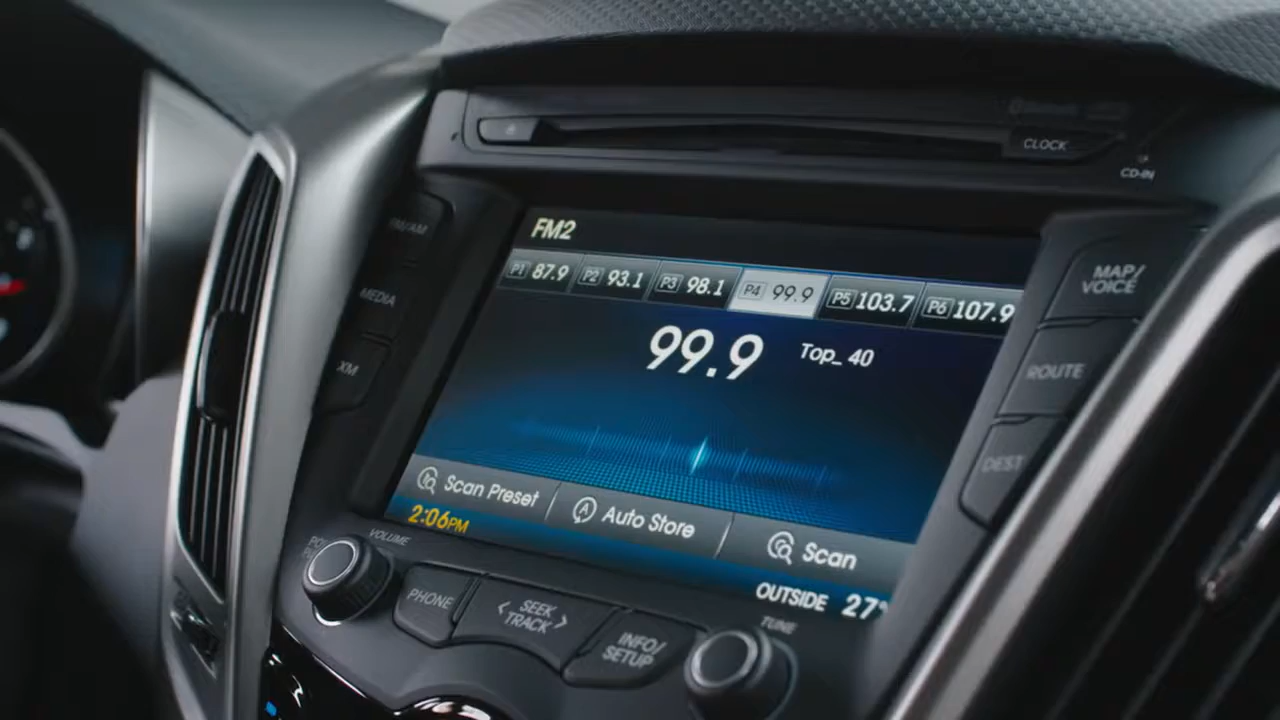 CLOCK
CD-IN
FM/AM
MEDIA
XM
FM2
P1 87.9 P2 93.1 P3 98.1 P4 99.9 P5 103.7 P6 107.9
99.9 Top_ 40
Scan Preset Auto Store Scan
2:06PM
OUTSIDE 27°
MAP/
VOICE
ROUTE
DEST
VOLUME
PHONE
SEEK
TRACK
INFO/
SETUP
TUNE